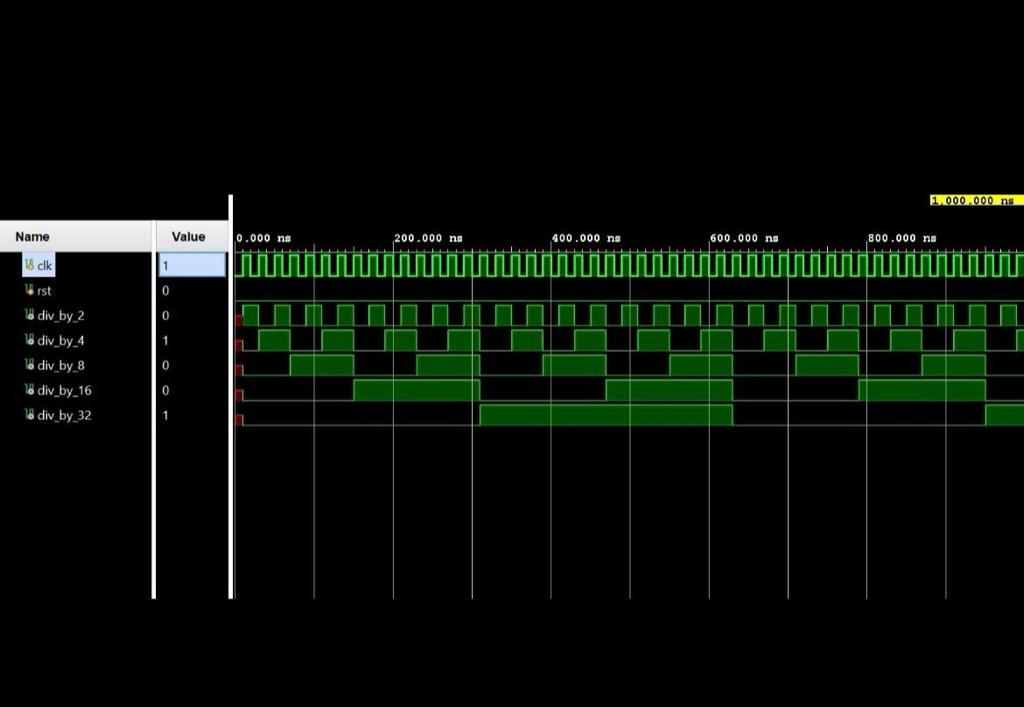 1,000.000 ns
Name Value 0.000 ns 200.000 ns 400.000 ns 600.000 ns 800.000 ns
clk 1
rst 0
div_by_2 0
div_by_4 1
div_by_8 0
div_by_16 0
div_by_32 1